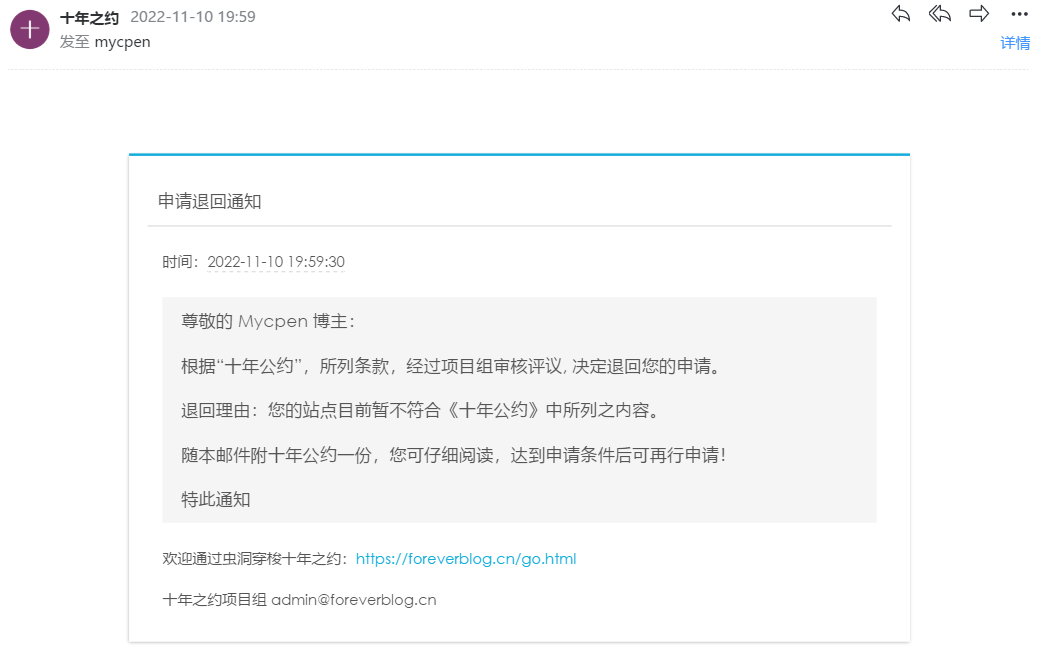 十年之约 2022-11-10 19:59
发至 mycpen
详情
申请退回通知
时间：2022-11-10 19:59:30
尊敬的 Mycpen 博主：
根据“十年公约”，所列条款，经过项目组审核评议, 决定退回您的申请。
退回理由：您的站点目前暂不符合《十年公约》中所列之内容。
随本邮件附十年公约一份，您可仔细阅读，达到申请条件后可再行申请！
特此通知
欢迎通过虫洞穿梭十年之约：https://foreverblog.cn/go.html
十年之约项目组 admin@foreverblog.cn